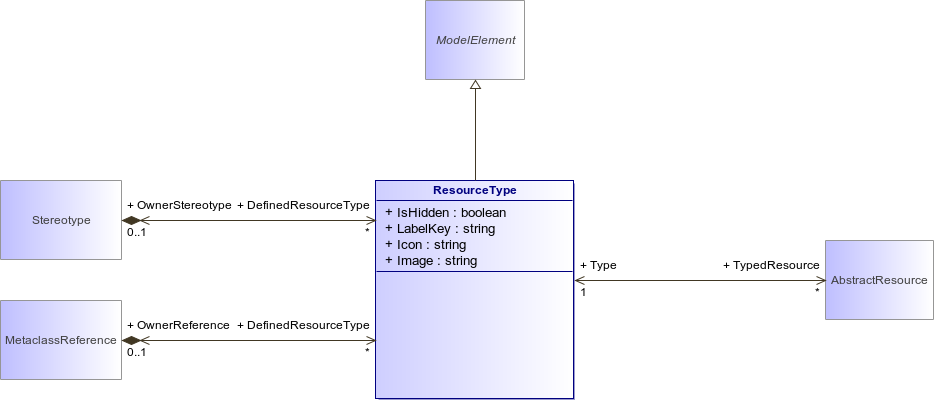 ModelElement
ResourceType
+ IsHidden : boolean
+ LabelKey : string
+ Icon : string
+ Image : string
Stereotype
+ OwnerStereotype + DefinedResourceType
0..1 *
+ Type + TypedResource
1 *
AbstractResource
MetaclassReference
+ OwnerReference + DefinedResourceType
0..1 *